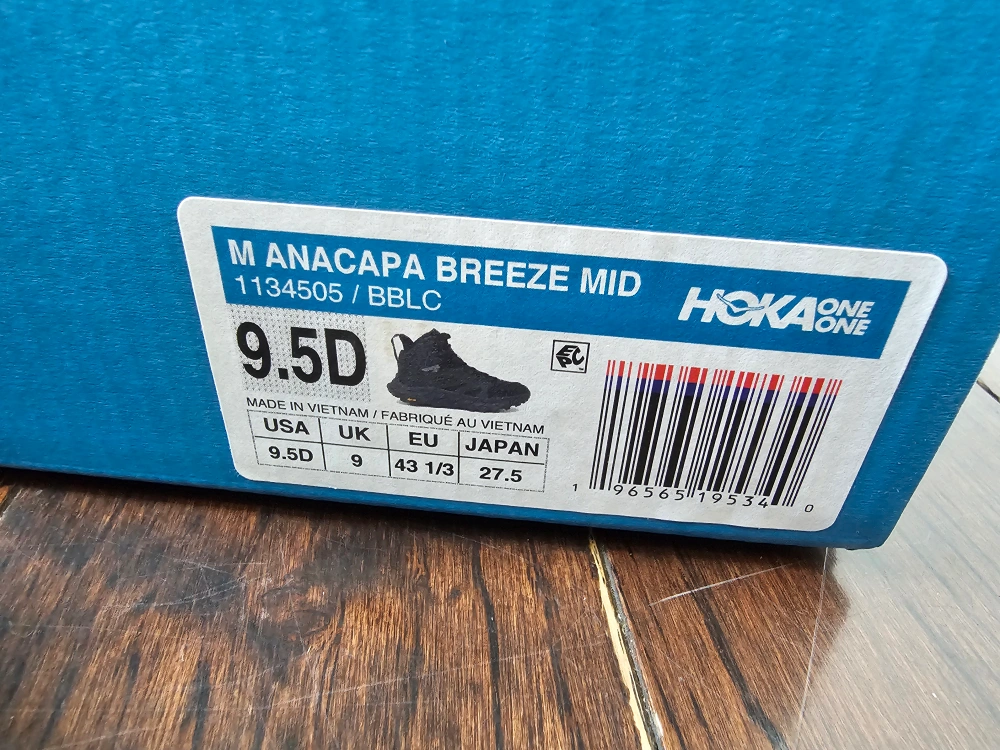 M ANACAPA BREEZE MID
1134505 / BBLC
HOKA ONE ONE
9.5D
EPC
MADE IN VIETNAM / FABRIQUÉ AU VIETNAM
USA UK EU JAPAN
9.5D 9 43 1/3 27.5
1 96565 19534 0